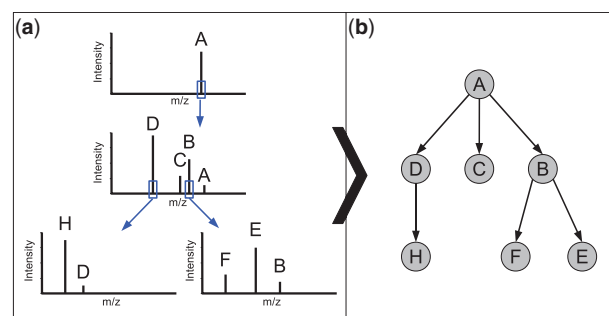 (a)
A
Intensity
m/z
D
B
C
A
Intensity
m/z
H
D
Intensity
m/z
E
F
B
Intensity
m/z
(b)
A
D C B
H F E